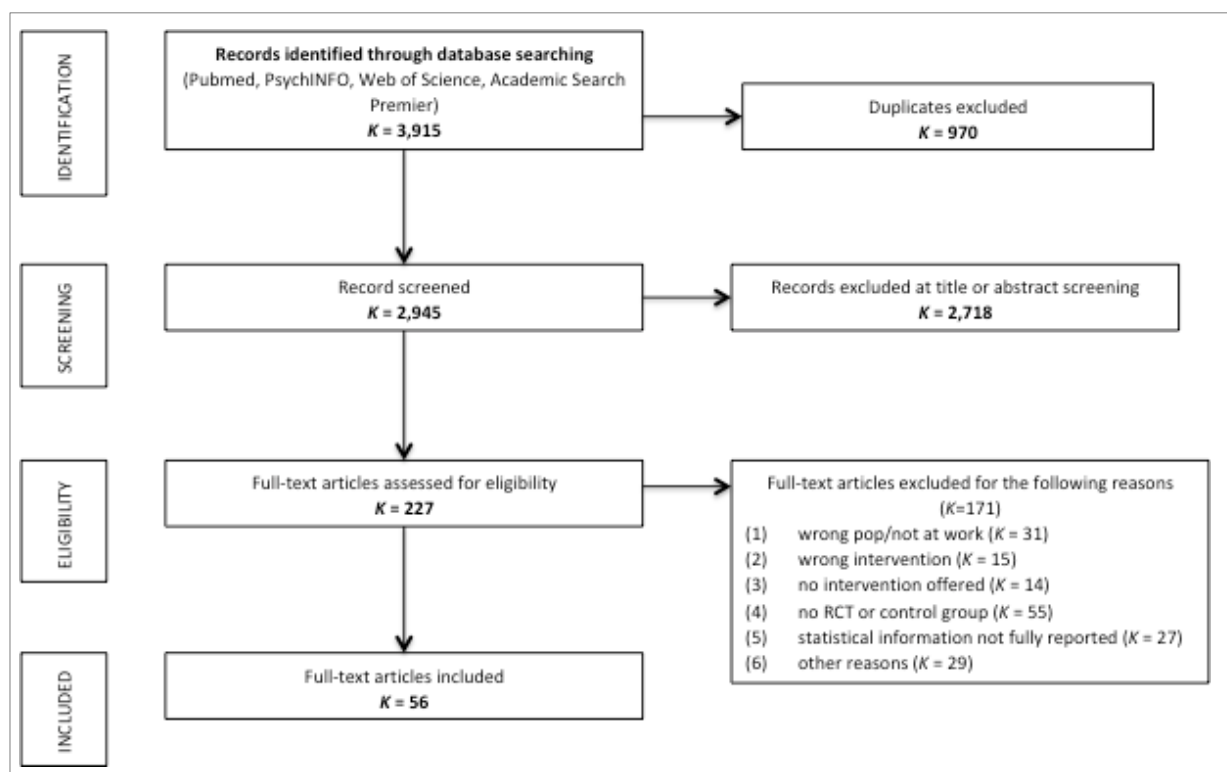 IDENTIFICATION
Records identified through database searching
(Pubmed, PsychINFO, Web of Science, Academic Search
Premier)
K = 3,915
Duplicates excluded
K = 970
SCREENING
Record screened
K = 2,945
Records excluded at title or abstract screening
K = 2,718
ELIGIBILITY
Full-text articles assessed for eligibility
K = 227
Full-text articles excluded for the following reasons
(K=171)
(1) wrong pop/not at work (K = 31)
(2) wrong intervention (K = 15)
(3) no intervention offered (K = 14)
(4) no RCT or control group (K = 55)
(5) statistical information not fully reported (K = 27)
(6) other reasons (K = 29)
INCLUDED
Full-text articles included
K = 56